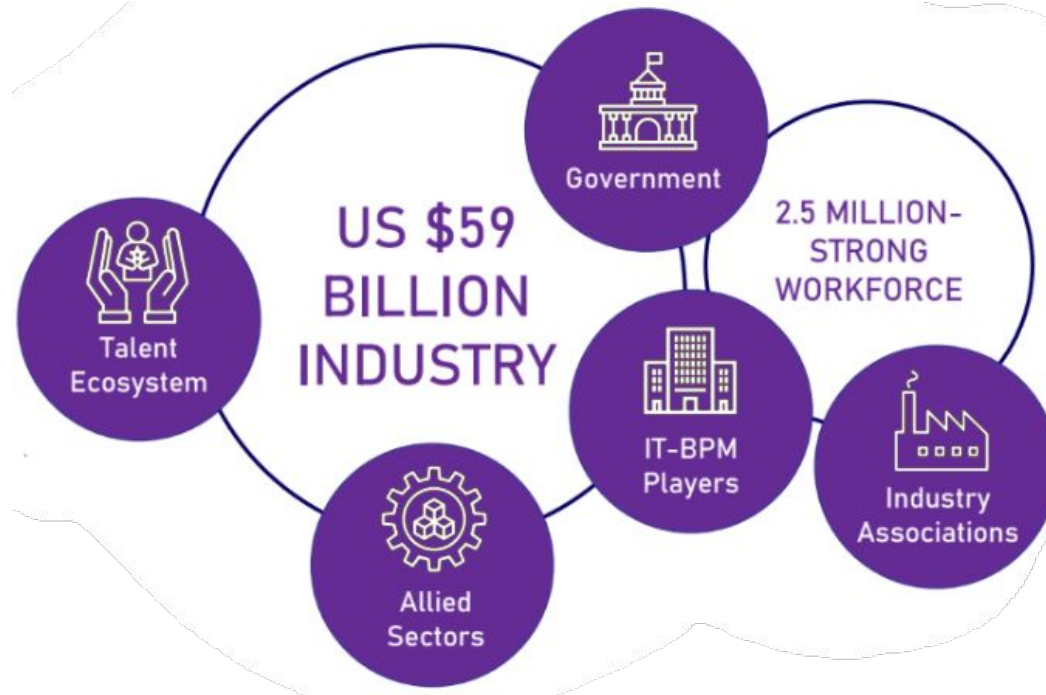 Government
US $59
BILLION
INDUSTRY
2.5 MILLION-
STRONG
WORKFORCE
Talent
Ecosystem
IT-BPM
Players
Industry
Associations
Allied
Sectors